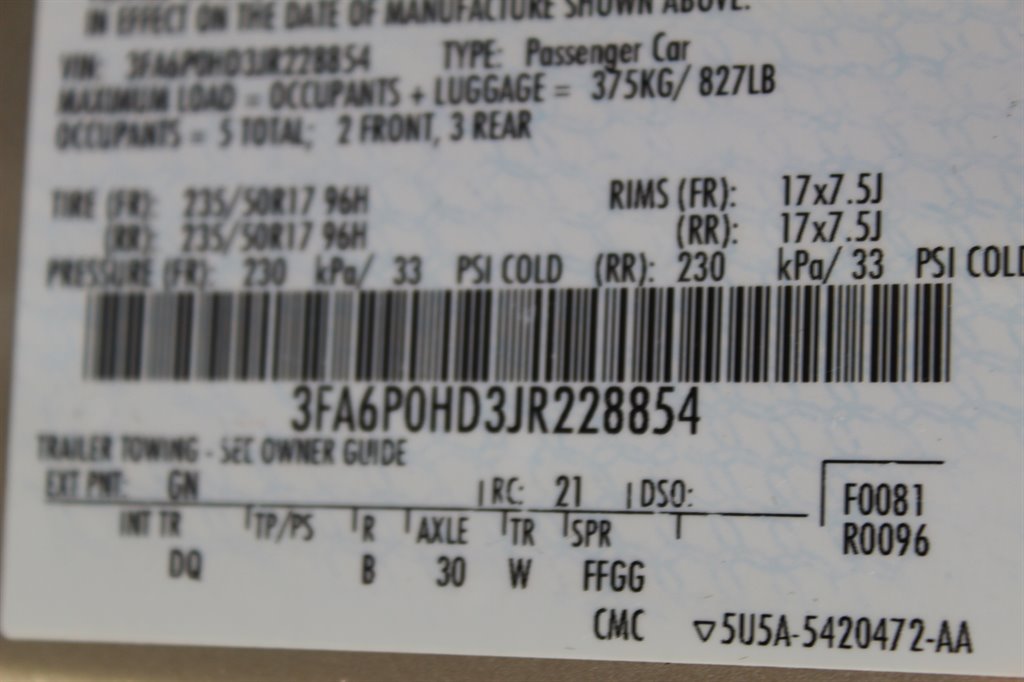 IN EFFECT ON THE DATE OF MANUFACTURE SHOWN ABOVE.
VIN: 3FA6P0HD3JR228854 TYPE: Passenger Car
MAXIMUM LOAD = OCCUPANTS + LUGGAGE = 375KG/ 827LB
OCCUPANTS = 5 TOTAL; 2 FRONT, 3 REAR
TIRE (FR): 235/50R17 96H RIMS (FR): 17x7.5J
(RR): 235/50R17 96H (RR): 17x7.5J
PRESSURE (FR): 230 kPa/ 33 PSI COLD (RR): 230 kPa/ 33 PSI COLD
3FA6P0HD3JR228854
TRAILER TOWING - SEE OWNER GUIDE
EXT PNT: GN RC: 21 DSO: F0081
INT TR TP/PS R AXLE TR SPR R0096
DQ B 30 W FFGG
CMC ▽5U5A-5420472-AA